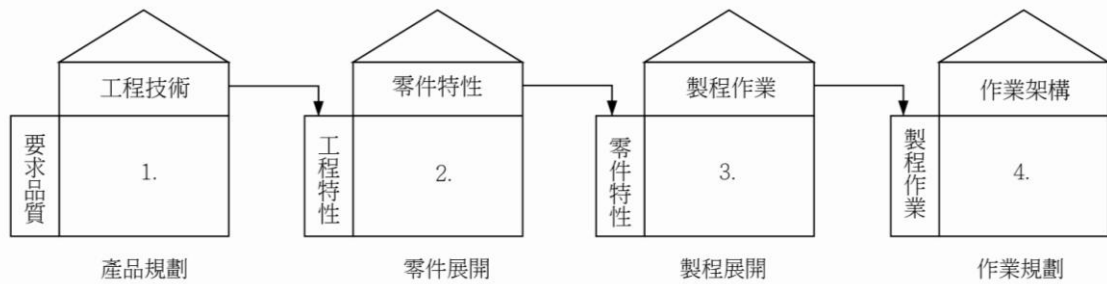 工程技術
零件特性
製程作業
作業架構
要求品質
1.
工程特性
2.
零件特性
3.
製程作業
4.
產品規劃
零件展開
製程展開
作業規劃